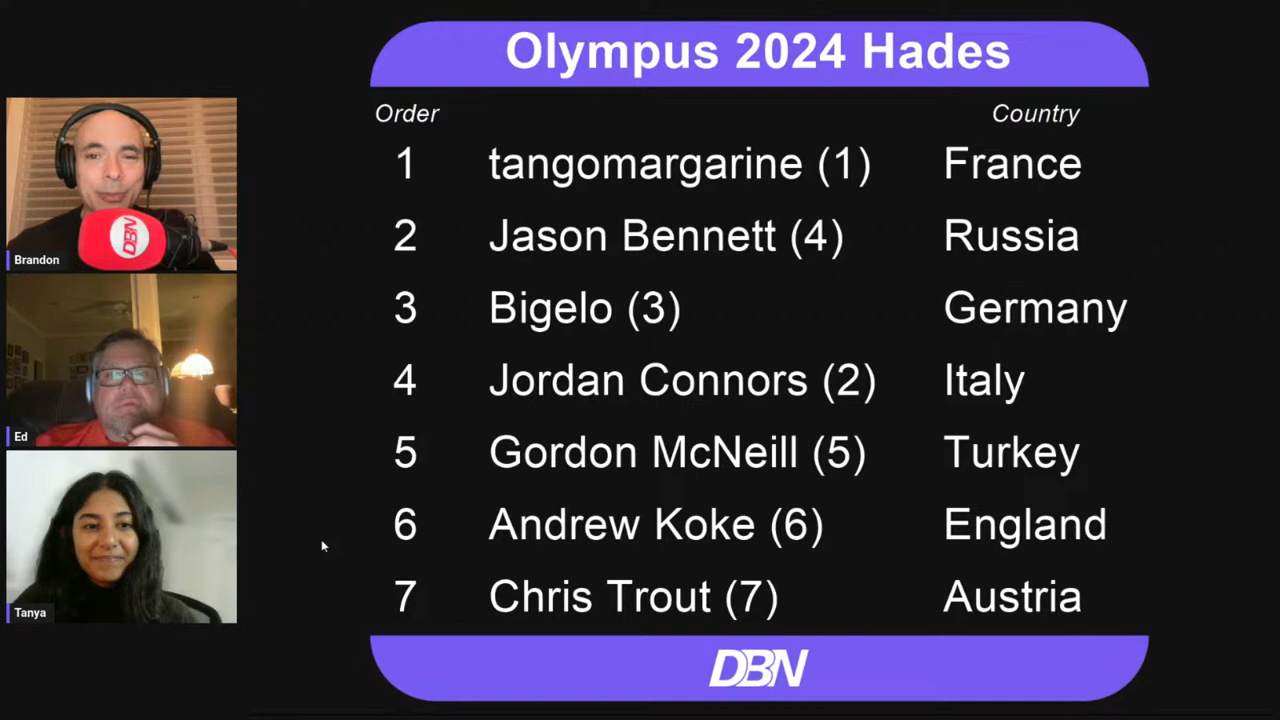 Olympus 2024 Hades
Order Country
1 tangomargarine (1) France
2 Jason Bennett (4) Russia
3 Bigelo (3) Germany
4 Jordan Connors (2) Italy
5 Gordon McNeill (5) Turkey
6 Andrew Koke (6) England
7 Chris Trout (7) Austria
DBN
DBN
Brandon
Ed
Tanya